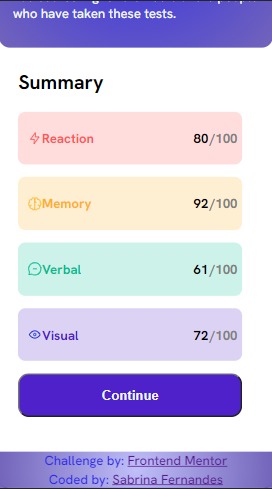 who have taken these tests.
Summary
Reaction 80/100
Memory 92/100
Verbal 61/100
Visual 72/100
Continue
Challenge by: Frontend Mentor
Coded by: Sabrina Fernandes